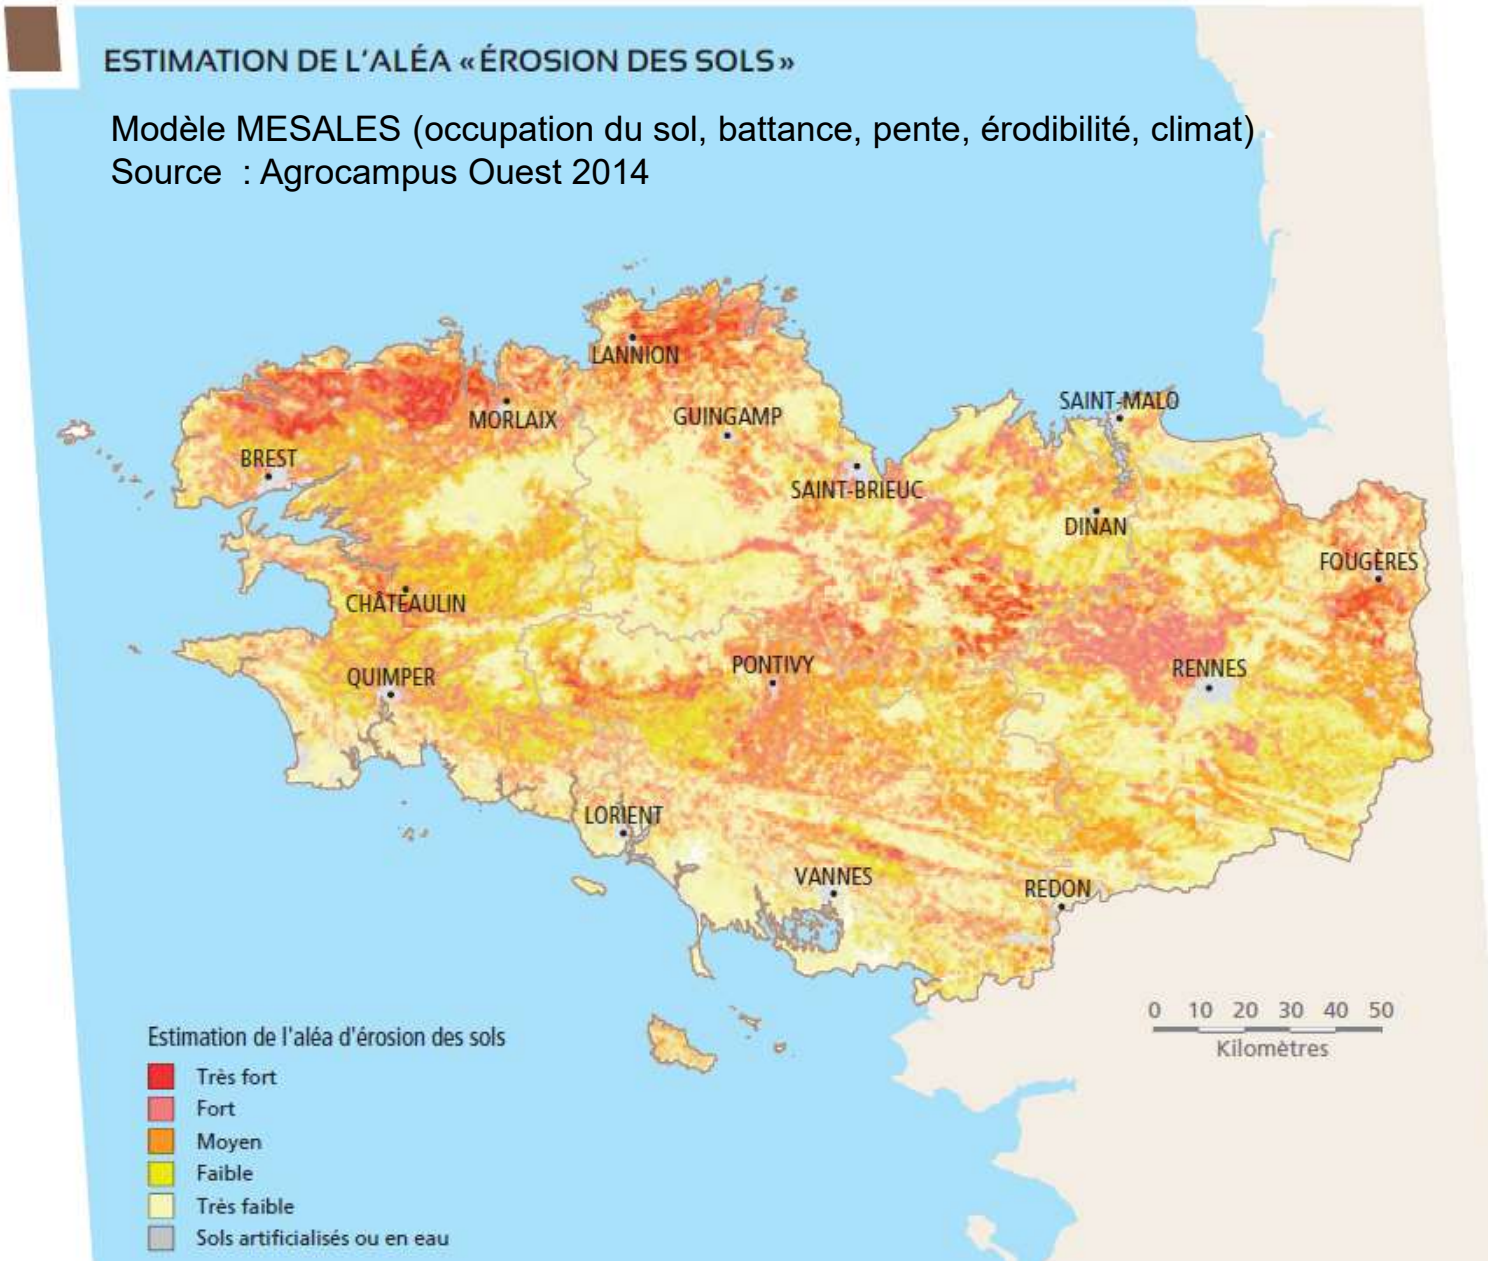 ESTIMATION DE L'ALÉA « ÉROSION DES SOLS »
Modèle MESALES (occupation du sol, battance, pente, érodibilité, climat)
Source : Agrocampus Ouest 2014
LANNION
MORLAIX
GUINGAMP
SAINT-MALO
BREST
SAINT-BRIEUC
DINAN
FOUGÈRES
CHÂTEAULIN
QUIMPER
PONTIVY
RENNES
LORIENT
VANNES
REDON
0 10 20 30 40 50
Kilomètres
Estimation de l'aléa d'érosion des sols
Très fort
Fort
Moyen
Faible
Très faible
Sols artificialisés ou en eau